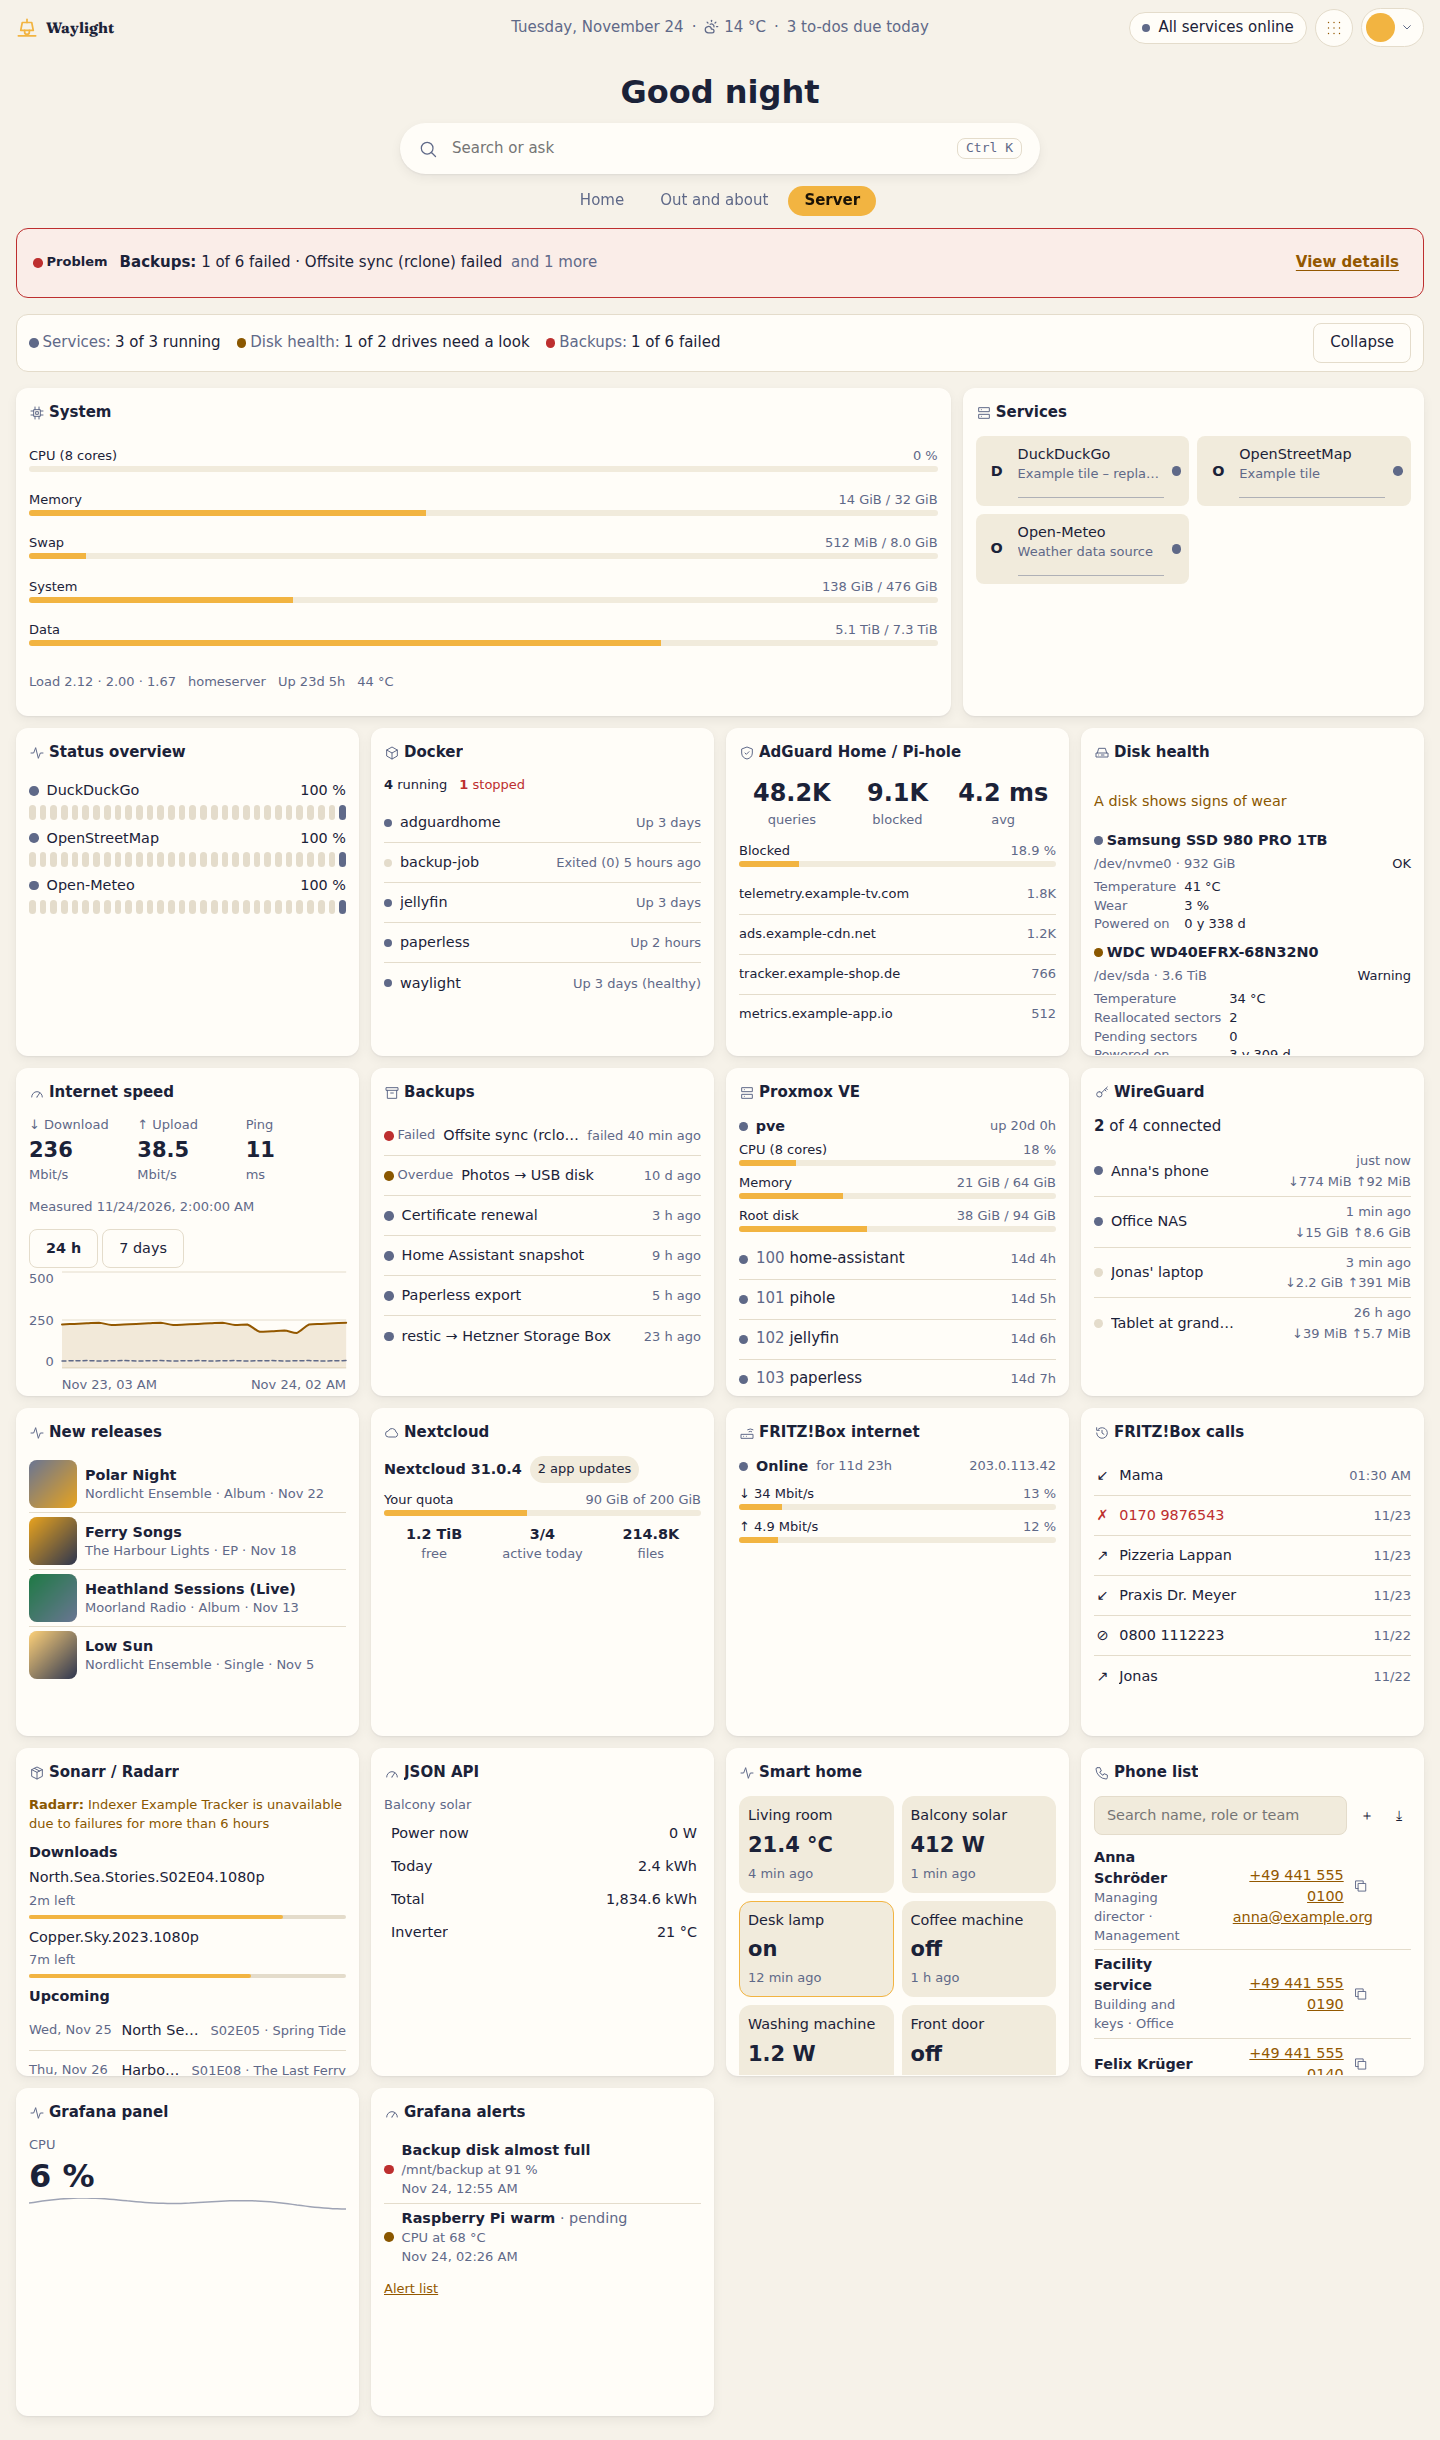 Waylight
Tuesday, November 24 · 14 °C · 3 to-dos due today
All services online
Good night
Search or ask
Ctrl K
Home
Out and about
Server
Problem Backups: 1 of 6 failed · Offsite sync (rclone) failed and 1 more
View details
Services: 3 of 3 running Disk health: 1 of 2 drives need a look Backups: 1 of 6 failed
Collapse
System
CPU (8 cores) 0 %
Memory 14 GiB / 32 GiB
Swap 512 MiB / 8.0 GiB
System 138 GiB / 476 GiB
Data 5.1 TiB / 7.3 TiB
Load 2.12 · 2.00 · 1.67 homeserver Up 23d 5h 44 °C
Services
D
DuckDuckGo
Example tile – repla…
O
OpenStreetMap
Example tile
O
Open-Meteo
Weather data source
Status overview
DuckDuckGo 100 %
OpenStreetMap 100 %
Open-Meteo 100 %
Docker
4 running 1 stopped
adguardhome Up 3 days
backup-job Exited (0) 5 hours ago
jellyfin Up 3 days
paperless Up 2 hours
waylight Up 3 days (healthy)
AdGuard Home / Pi-hole
48.2K 9.1K 4.2 ms
queries blocked avg
Blocked 18.9 %
telemetry.example-tv.com 1.8K
ads.example-cdn.net 1.2K
tracker.example-shop.de 766
metrics.example-app.io 512
Disk health
A disk shows signs of wear
Samsung SSD 980 PRO 1TB
/dev/nvme0 · 932 GiB OK
Temperature 41 °C
Wear 3 %
Powered on 0 y 338 d
WDC WD40EFRX-68N32N0
/dev/sda · 3.6 TiB Warning
Temperature 34 °C
Reallocated sectors 2
Pending sectors 0
Powered on 3 y 309 d
Internet speed
↓ Download ↑ Upload Ping
236 38.5 11
Mbit/s Mbit/s ms
Measured 11/24/2026, 2:00:00 AM
24 h 7 days
500
250
0
Nov 23, 03 AM Nov 24, 02 AM
Backups
Failed Offsite sync (rclo… failed 40 min ago
Overdue Photos → USB disk 10 d ago
Certificate renewal 3 h ago
Home Assistant snapshot 9 h ago
Paperless export 5 h ago
restic → Hetzner Storage Box 23 h ago
Proxmox VE
pve up 20d 0h
CPU (8 cores) 18 %
Memory 21 GiB / 64 GiB
Root disk 38 GiB / 94 GiB
100 home-assistant 14d 4h
101 pihole 14d 5h
102 jellyfin 14d 6h
103 paperless 14d 7h
WireGuard
2 of 4 connected
Anna's phone just now
↓774 MiB ↑92 MiB
Office NAS 1 min ago
↓15 GiB ↑8.6 GiB
Jonas' laptop 3 min ago
↓2.2 GiB ↑391 MiB
Tablet at grand… 26 h ago
↓39 MiB ↑5.7 MiB
New releases
Polar Night
Nordlicht Ensemble · Album · Nov 22
Ferry Songs
The Harbour Lights · EP · Nov 18
Heathland Sessions (Live)
Moorland Radio · Album · Nov 13
Low Sun
Nordlicht Ensemble · Single · Nov 5
Nextcloud
Nextcloud 31.0.4 2 app updates
Your quota 90 GiB of 200 GiB
1.2 TiB 3/4 214.8K
free active today files
FRITZ!Box internet
Online for 11d 23h 203.0.113.42
↓ 34 Mbit/s 13 %
↑ 4.9 Mbit/s 12 %
FRITZ!Box calls
↙ Mama 01:30 AM
✗ 0170 9876543 11/23
↗ Pizzeria Lappan 11/23
↙ Praxis Dr. Meyer 11/23
⊘ 0800 1112223 11/22
↗ Jonas 11/22
Sonarr / Radarr
Radarr: Indexer Example Tracker is unavailable
due to failures for more than 6 hours
Downloads
North.Sea.Stories.S02E04.1080p
2m left
Copper.Sky.2023.1080p
7m left
Upcoming
Wed, Nov 25 North Se… S02E05 · Spring Tide
Thu, Nov 26 Harbo… S01E08 · The Last Ferry
JSON API
Balcony solar
Power now 0 W
Today 2.4 kWh
Total 1,834.6 kWh
Inverter 21 °C
Smart home
Living room
21.4 °C
4 min ago
Balcony solar
412 W
1 min ago
Desk lamp
on
12 min ago
Coffee machine
off
1 h ago
Washing machine
1.2 W
Front door
off
Phone list
Search name, role or team
+ ⤓
Anna
Schröder
Managing
director ·
Management
+49 441 555
0100
anna@example.org
Facility
service
Building and
keys · Office
+49 441 555
0190
Felix Krüger
+49 441 555
0140
Grafana panel
CPU
6 %
Grafana alerts
Backup disk almost full
/mnt/backup at 91 %
Nov 24, 12:55 AM
Raspberry Pi warm · pending
CPU at 68 °C
Nov 24, 02:26 AM
Alert list